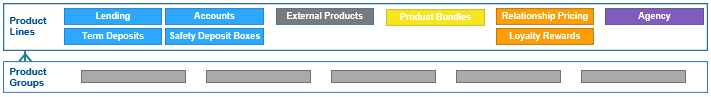 Product Lines
Lending
Accounts
External Products
Product Bundles
Relationship Pricing
Agency
Term Deposits
Safety Deposit Boxes
Loyalty Rewards
Product Groups